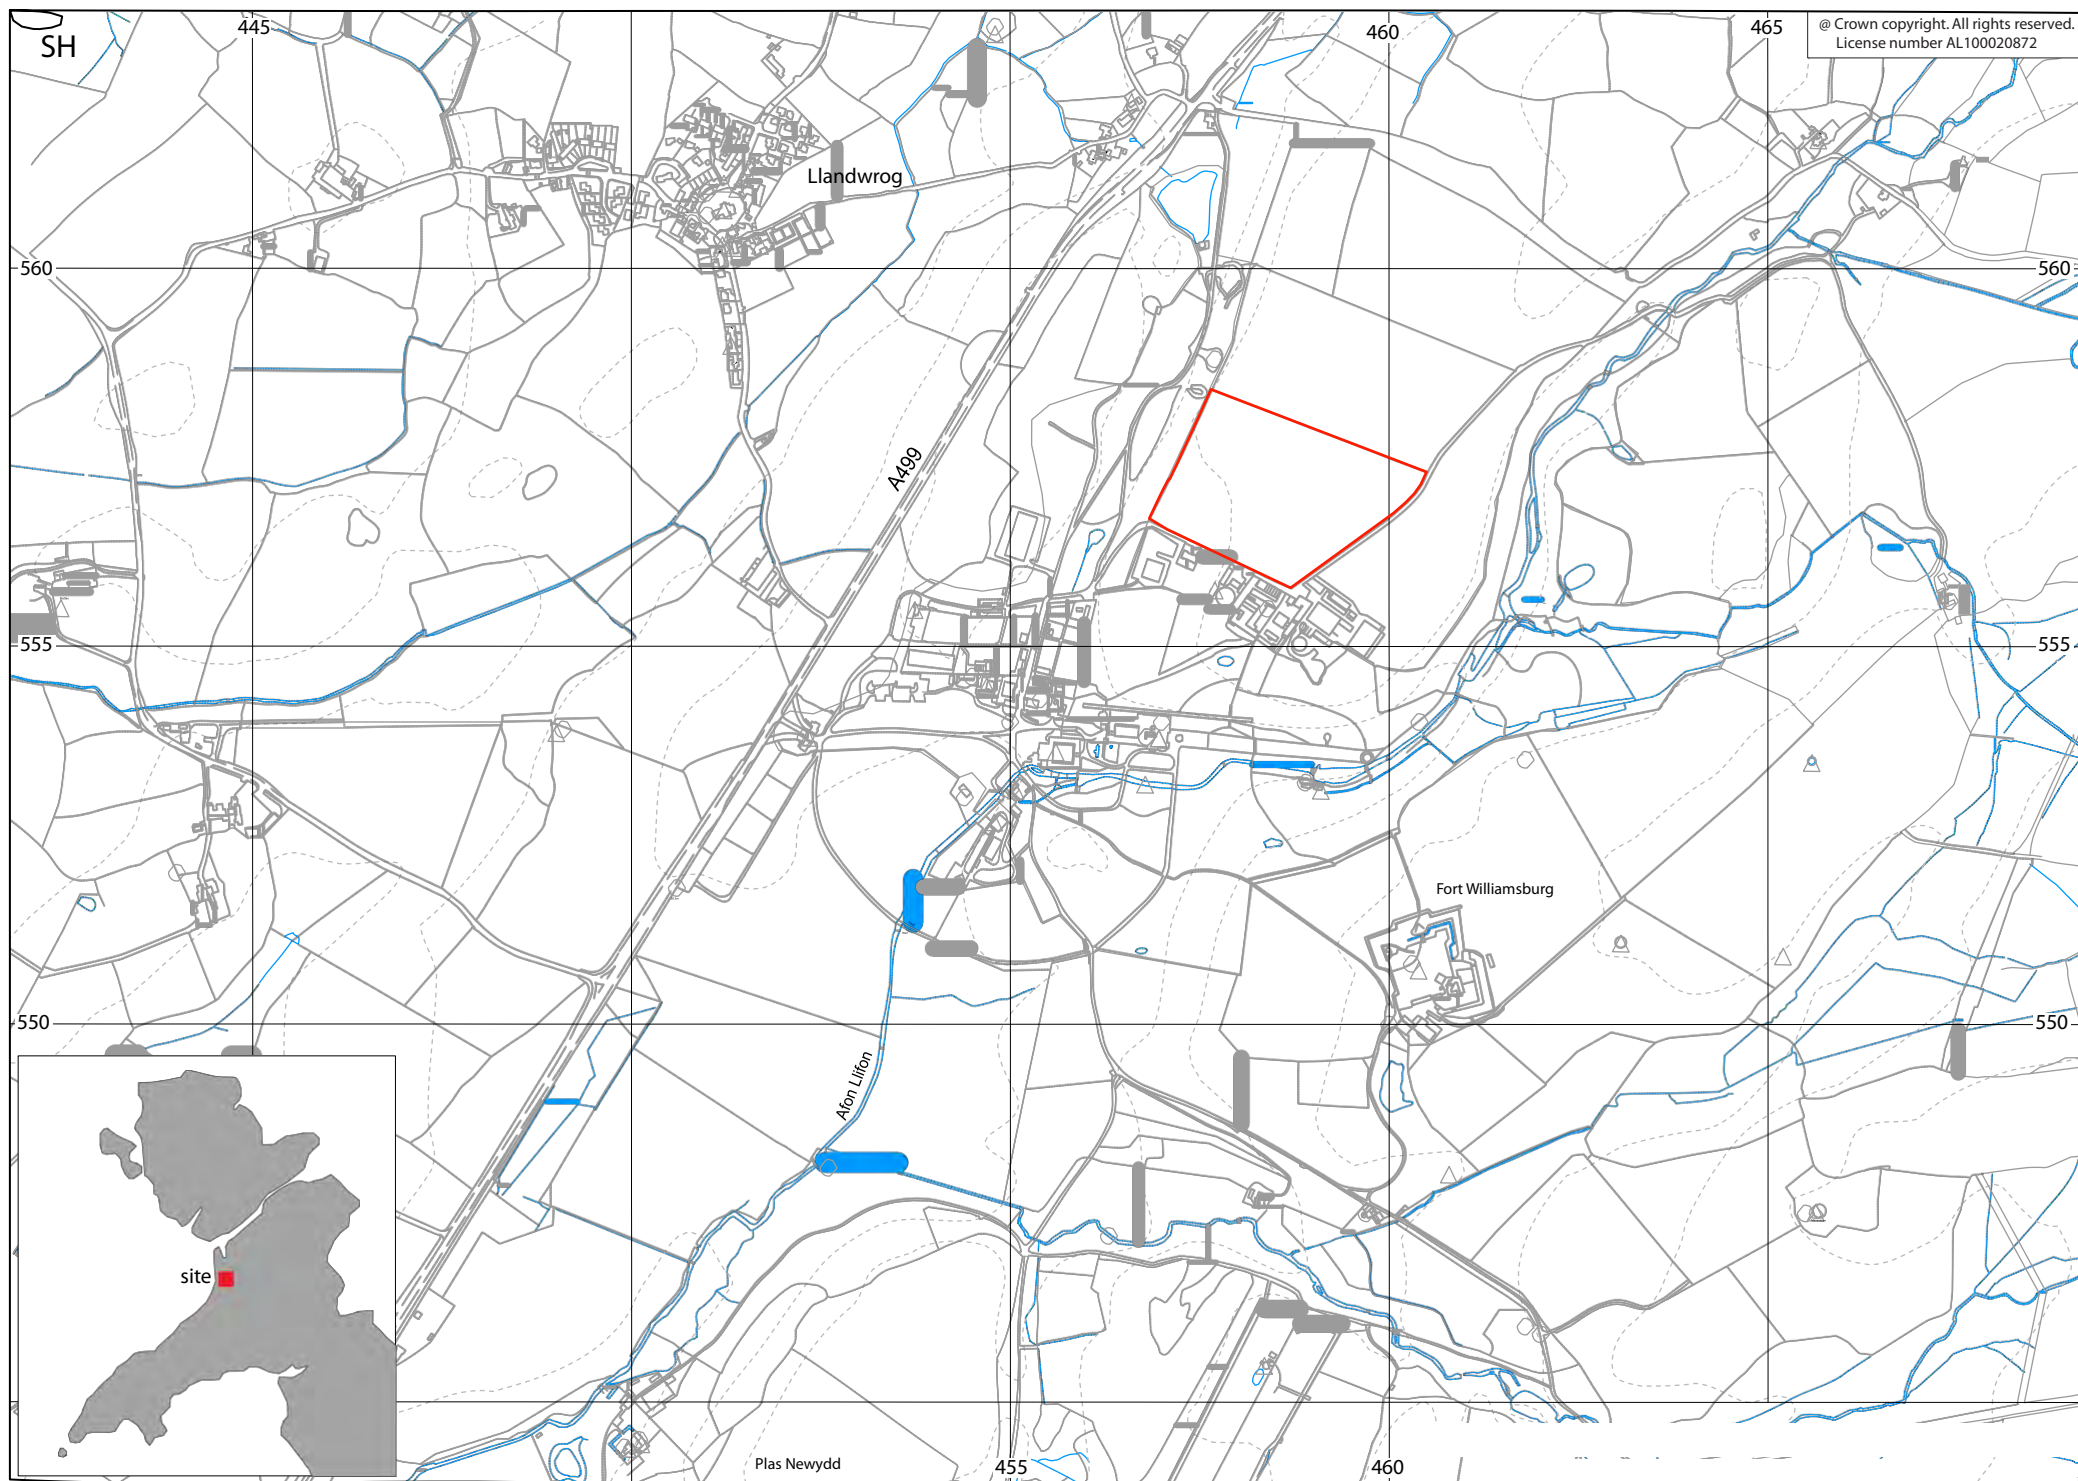 SH
445
460
465
@ Crown copyright. All rights reserved.
License number AL100020872
Llandwrog
560
560
A499
555
555
Fort Williamsburg
550
550
Afon Llifon
site
Plas Newydd
455
460